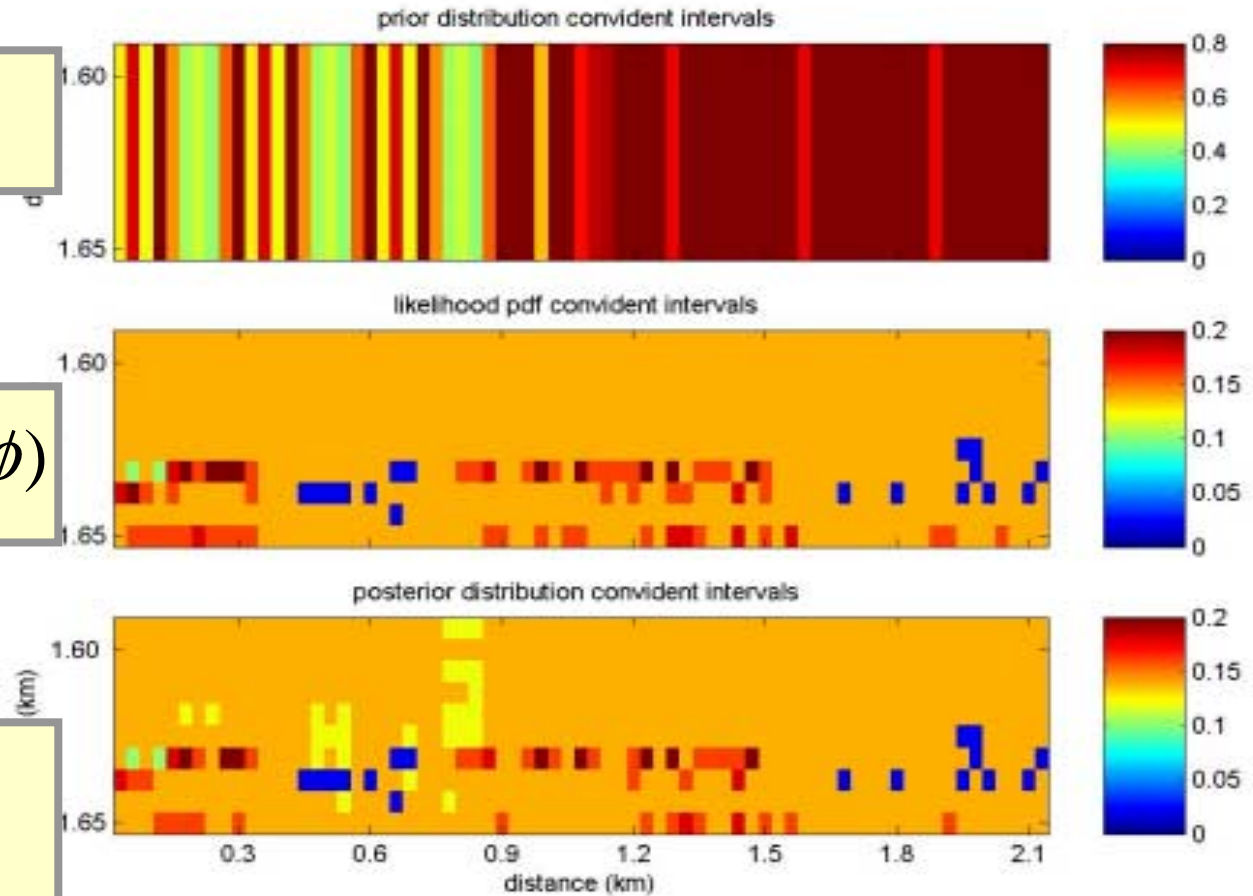 prior distribution convident intervals
1.60
1.65
d
0.8
0.6
0.4
0.2
0
likelihood pdf convident intervals
1.60
1.65
ϕ)
0.2
0.15
0.1
0.05
0
posterior distribution convident intervals
1.60
1.65
(km)
0.2
0.15
0.1
0.05
0
0.3 0.6 0.9 1.2 1.5 1.8 2.1
distance (km)